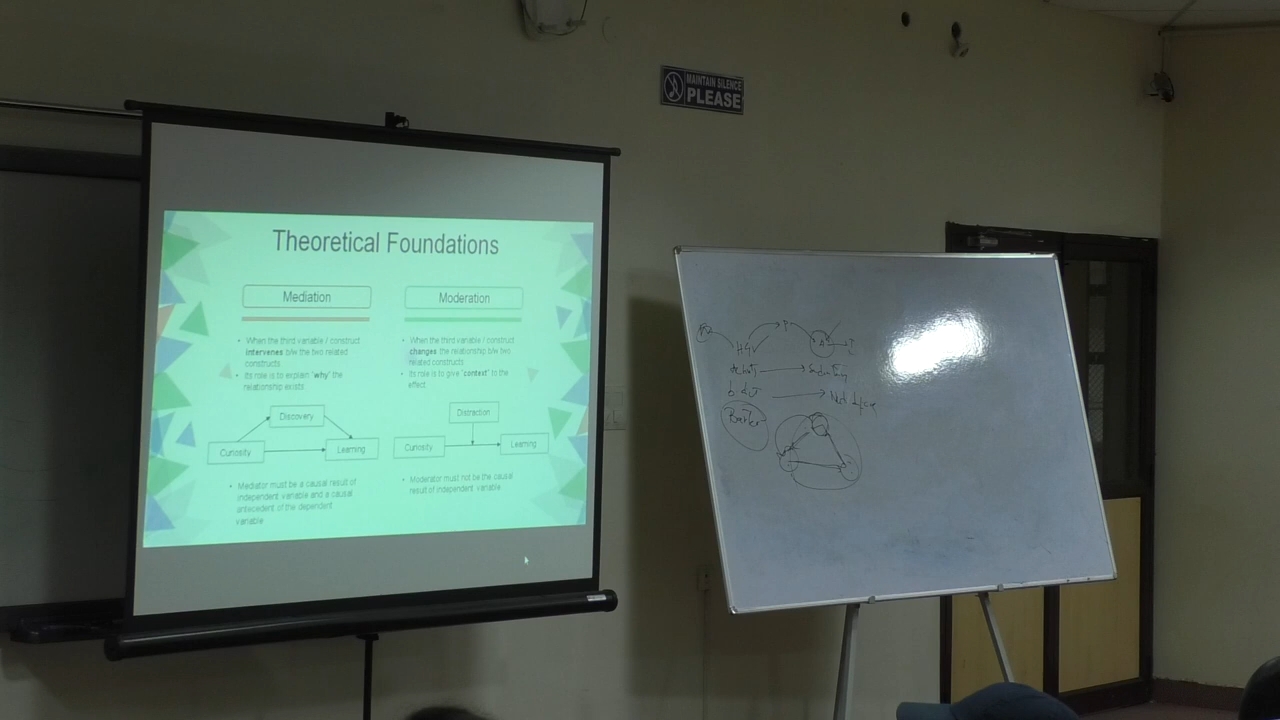 MAINTAIN SILENCE
PLEASE
Theoretical Foundations
Mediation
• When the third variable / construct
intervenes b/w the two related
constructs
• Its role is to explain "why" the
relationship exists
Discovery
Curiosity
Learning
• Mediator must be a causal result of
independent variable and a causal
antecedent of the dependent
variable
Moderation
• When the third variable / construct
changes the relationship b/w two
related constructs
• Its role is to give "context" to the
effect
Distraction
Curiosity
Learning
• Moderator must not be the causal
result of independent variable